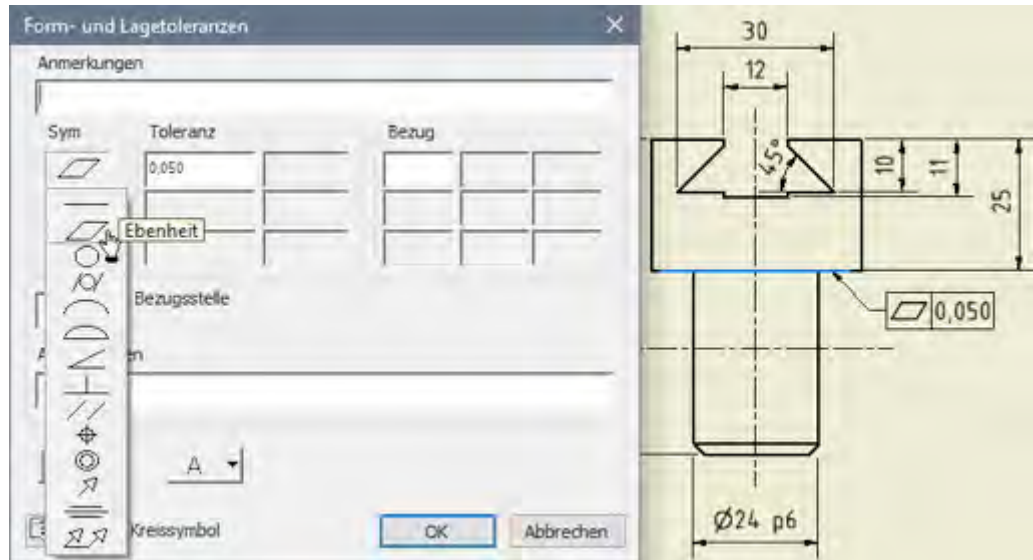 Form- und Lagetoleranzen
Anmerkungen
Sym Toleranz Bezug
0,050
Ebenheit
Bezugsstelle
en
A
Kreissymbol
OK Abbrechen
30
12
45°
10
11
25
0,050
Ø24 p6